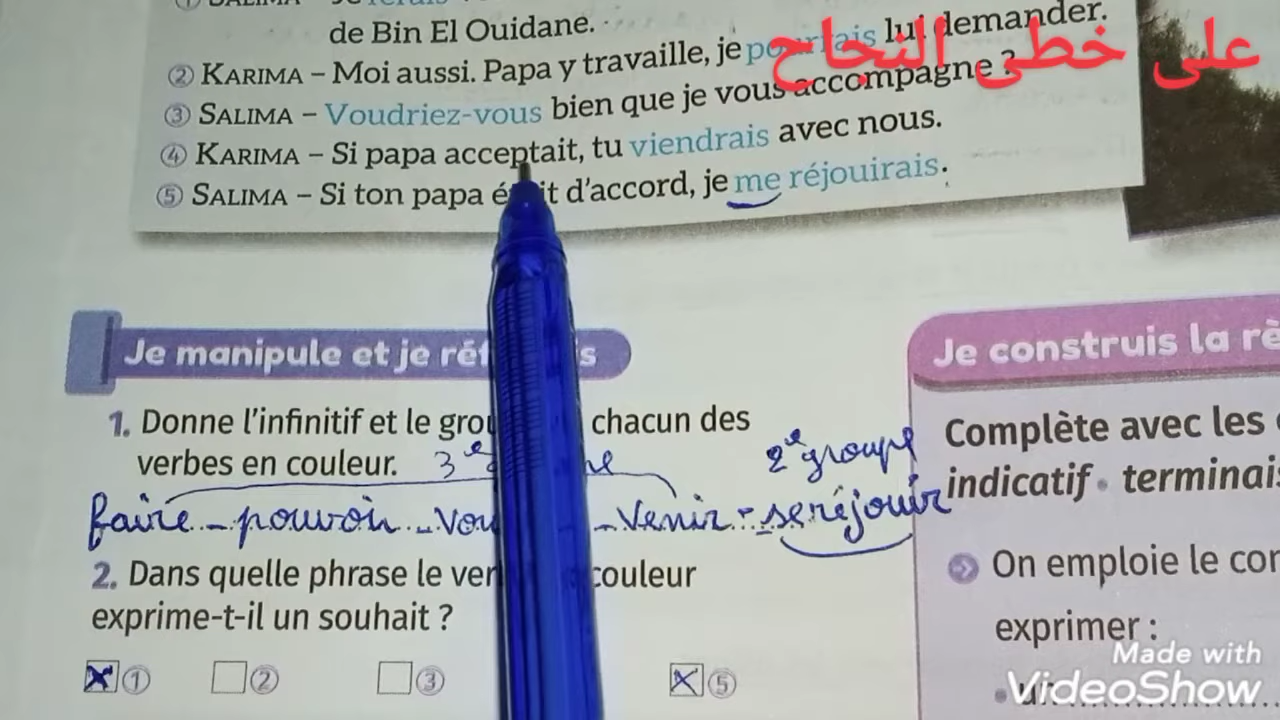 de Bin El Ouidane.
② KARIMA – Moi aussi. Papa y travaille, je pourrais lui demander.
على خطى النجاح
③ SALIMA – Voudriez-vous bien que je vous accompagne ?
④ KARIMA – Si papa acceptait, tu viendrais avec nous.
⑤ SALIMA – Si ton papa était d'accord, je me réjouirais.
Je manipule et je
Je construis la
1. Donne l'infinitif et le chacun des
verbes en couleur.
3e
2e groupe
Complète avec les
indicatif • terminais
faire - pouvoir - - venir - se réjouir
2. Dans quelle phrase le couleur
exprime-t-il un souhait ?
On emploie le
exprimer :
① ② ③ ⑤
Made with
VideoShow